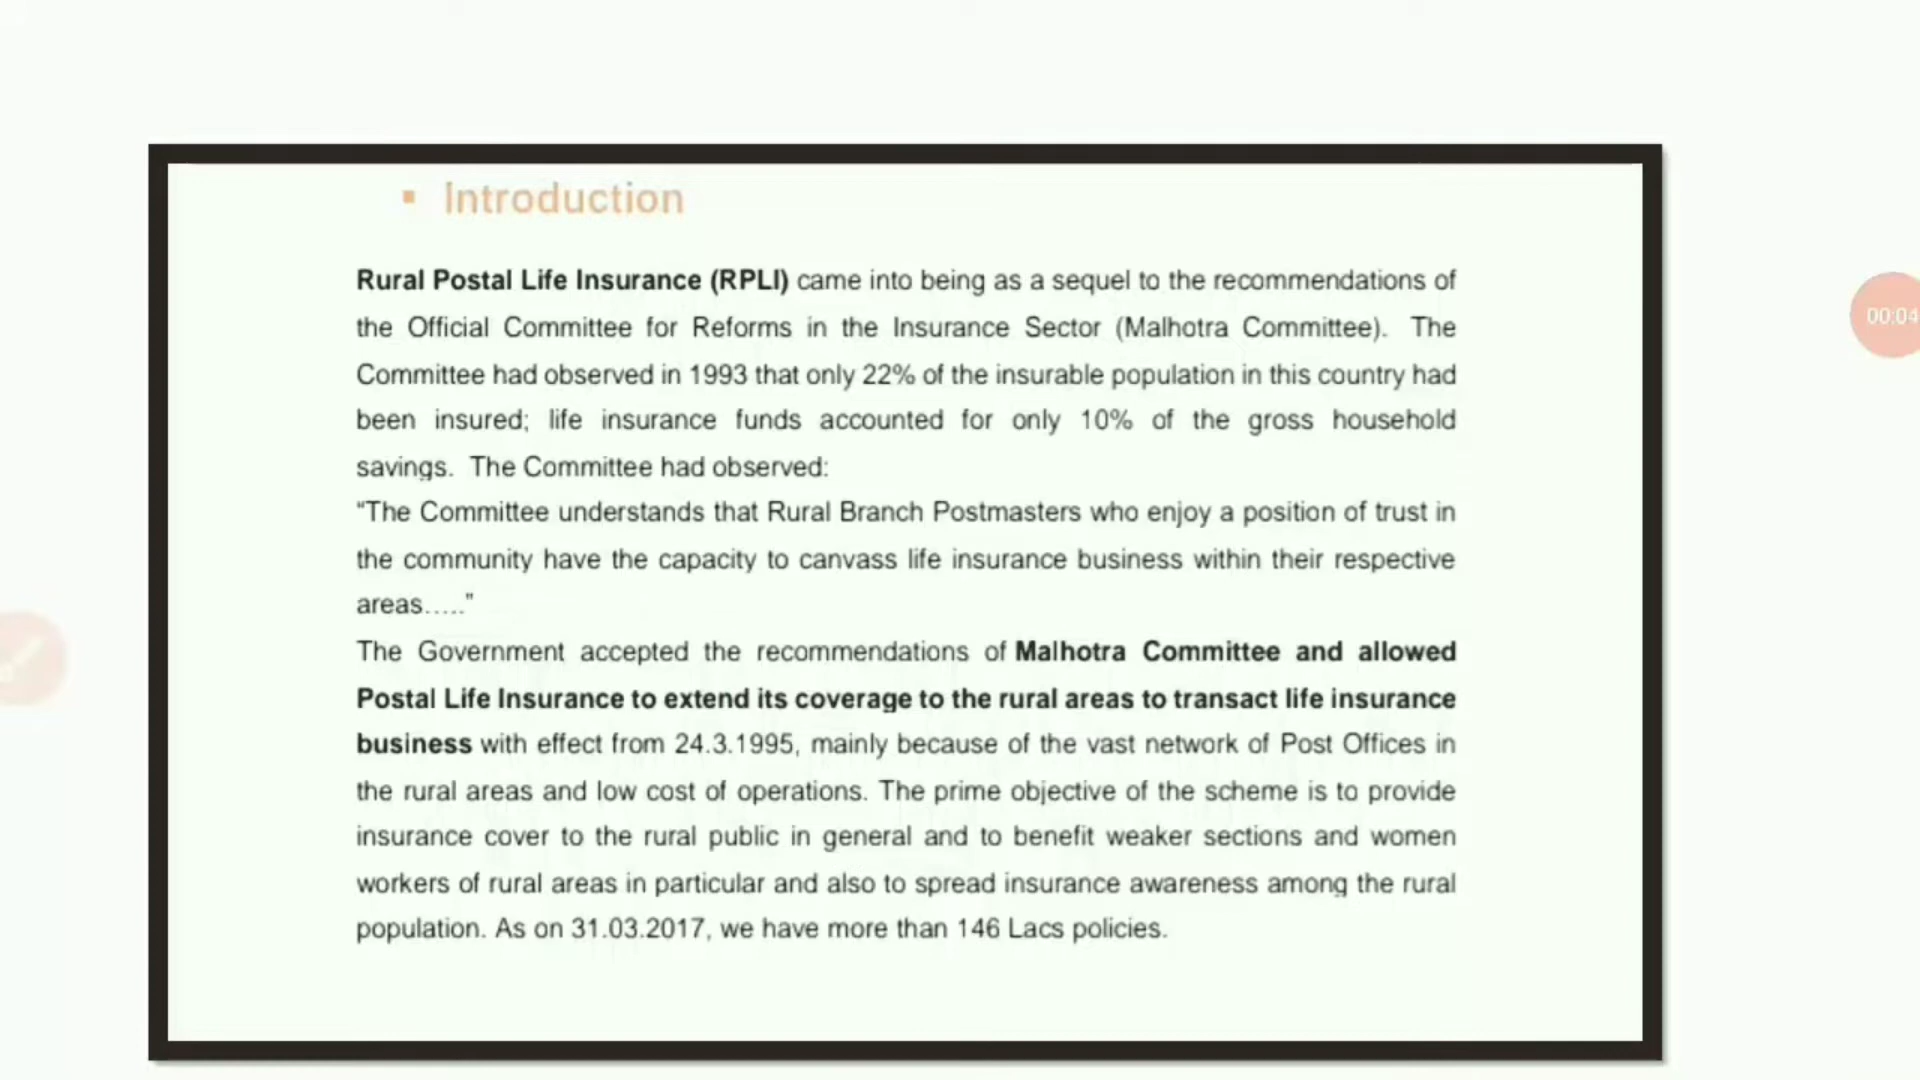 ▪ Introduction
Rural Postal Life Insurance (RPLI) came into being as a sequel to the recommendations of
the Official Committee for Reforms in the Insurance Sector (Malhotra Committee). The
Committee had observed in 1993 that only 22% of the insurable population in this country had
been insured; life insurance funds accounted for only 10% of the gross household
savings. The Committee had observed:
“The Committee understands that Rural Branch Postmasters who enjoy a position of trust in
the community have the capacity to canvass life insurance business within their respective
areas…..”
The Government accepted the recommendations of Malhotra Committee and allowed
Postal Life Insurance to extend its coverage to the rural areas to transact life insurance
business with effect from 24.3.1995, mainly because of the vast network of Post Offices in
the rural areas and low cost of operations. The prime objective of the scheme is to provide
insurance cover to the rural public in general and to benefit weaker sections and women
workers of rural areas in particular and also to spread insurance awareness among the rural
population. As on 31.03.2017, we have more than 146 Lacs policies.
00:04